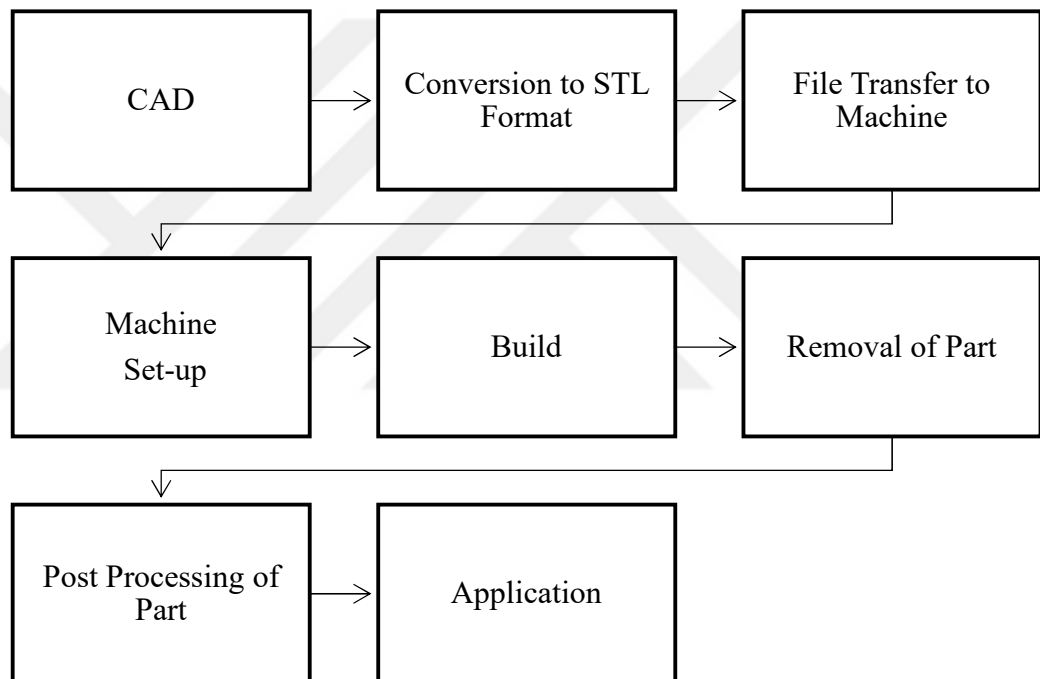 CAD
Conversion to STL
Format
File Transfer to
Machine
Machine
Set-up
Build
Removal of Part
Post Processing of
Part
Application